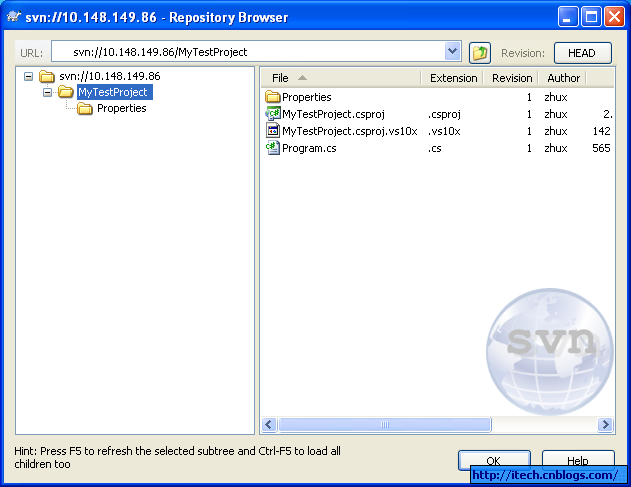 svn://10.148.149.86 - Repository Browser
URL: svn://10.148.149.86/MyTestProject Revision: HEAD
svn://10.148.149.86
MyTestProject
Properties
File Extension Revision Author
Properties 1 zhux
MyTestProject.csproj .csproj 1 zhux 2.
MyTestProject.csproj.vs10x .vs10x 1 zhux 142
Program.cs .cs 1 zhux 565
svn
Hint: Press F5 to refresh the selected subtree and Ctrl-F5 to load all
children too
OK Help
http://itech.cnblogs.com/